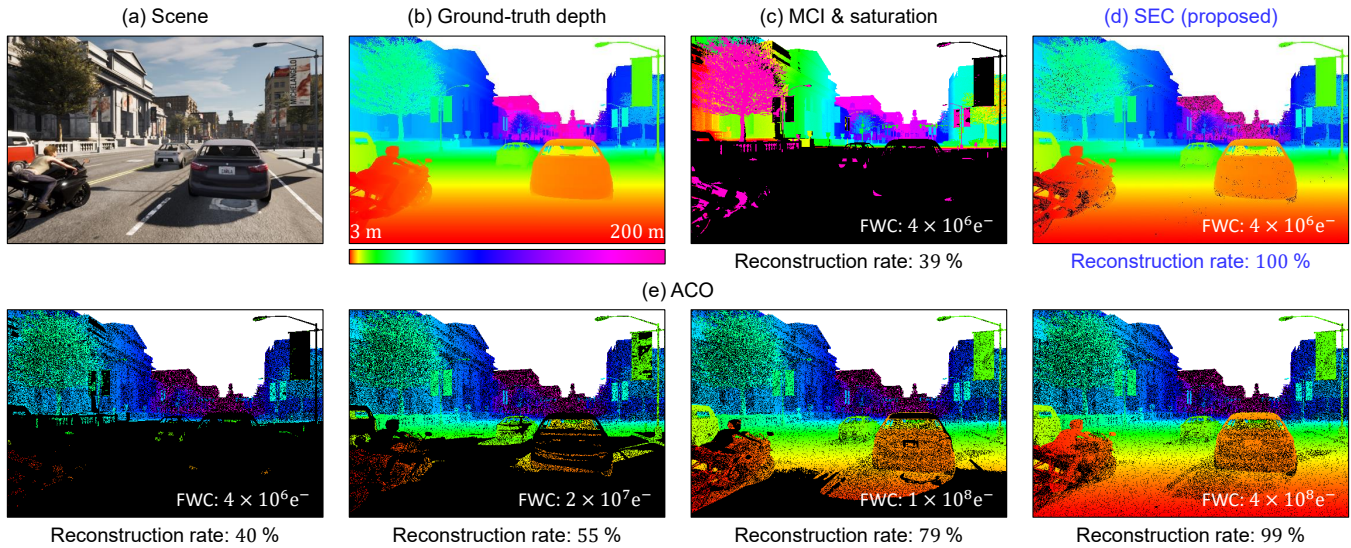 (a) Scene
(b) Ground-truth depth
(c) MCI & saturation
(d) SEC (proposed)
3 m
200 m
FWC: 4 × 10⁶e⁻
FWC: 4 × 10⁶e⁻
Reconstruction rate: 39 %
Reconstruction rate: 100 %
(e) ACO
FWC: 4 × 10⁶e⁻
FWC: 2 × 10⁷e⁻
FWC: 1 × 10⁸e⁻
FWC: 4 × 10⁸e⁻
Reconstruction rate: 40 %
Reconstruction rate: 55 %
Reconstruction rate: 79 %
Reconstruction rate: 99 %